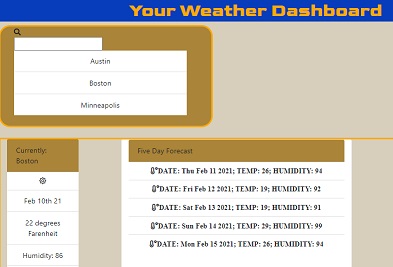 Your Weather Dashboard
Austin
Boston
Minneapolis
Currently:
Boston
Feb 10th 21
22 degrees
Farenheit
Humidity: 86
Five Day Forecast
DATE: Thu Feb 11 2021; TEMP: 26; HUMIDITY: 94
DATE: Fri Feb 12 2021; TEMP: 19; HUMIDITY: 92
DATE: Sat Feb 13 2021; TEMP: 19; HUMIDITY: 91
DATE: Sun Feb 14 2021; TEMP: 29; HUMIDITY: 99
DATE: Mon Feb 15 2021; TEMP: 26; HUMIDITY: 94